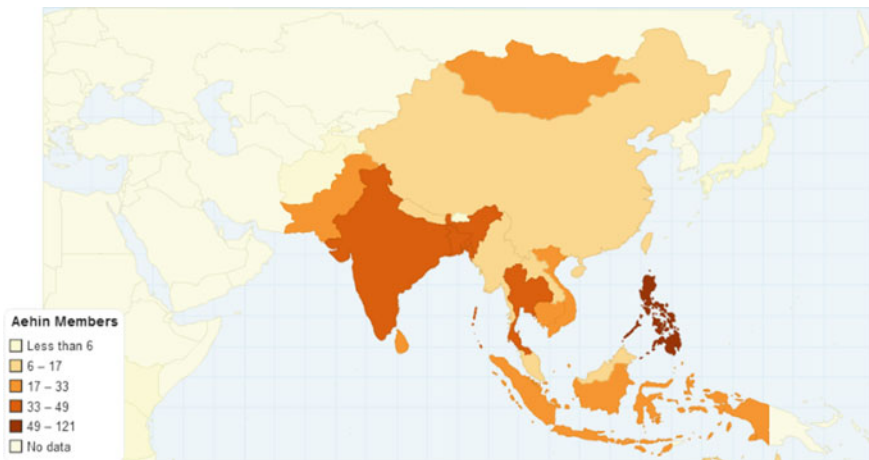 Aehin Members
Less than 6
6 – 17
17 – 33
33 – 49
49 – 121
No data